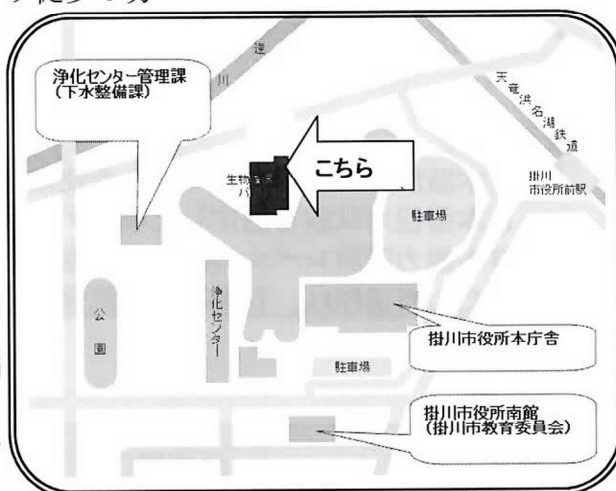 浄化センター管理課
(下水整備課)
逆
川
天竜浜名湖鉄道
こちら
生物
掛川
市役所前駅
駐車場
公園
浄化センター
掛川市役所本庁舎
駐車場
掛川市役所南館
(掛川市教育委員会)